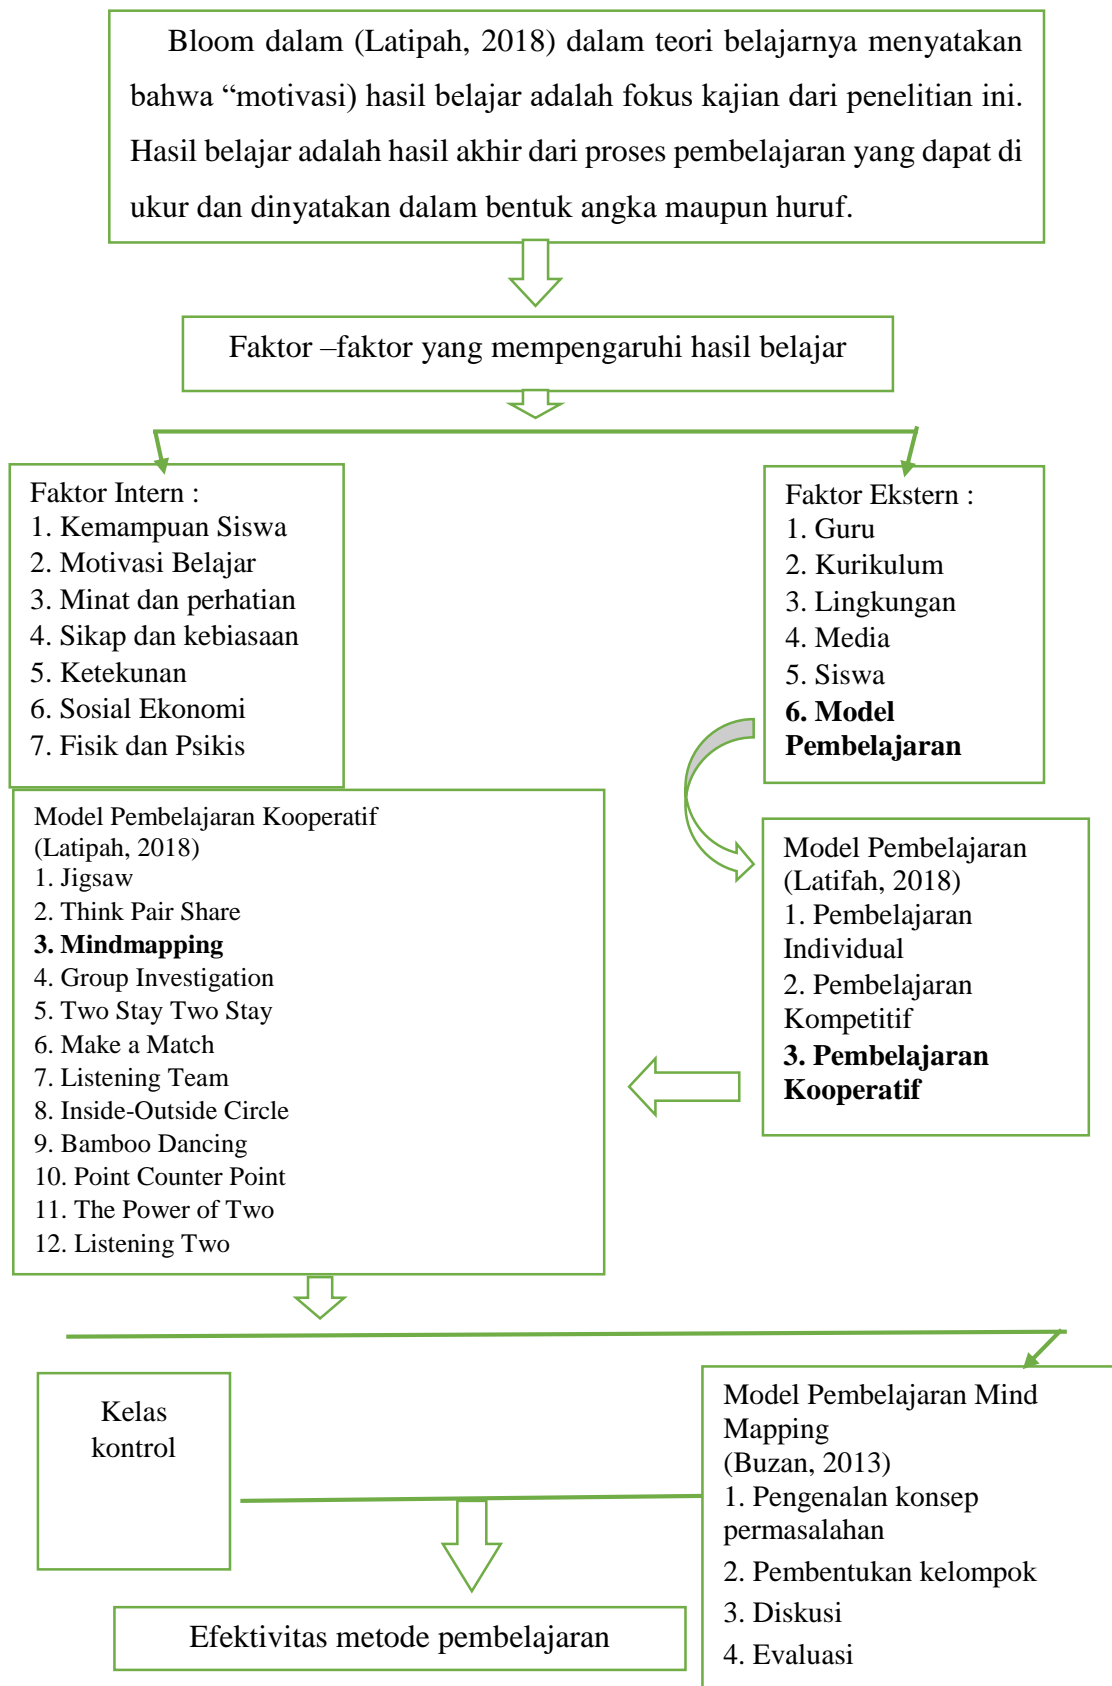 Bloom dalam (Latipah, 2018) dalam teori belajarnya menyatakan
bahwa “motivasi) hasil belajar adalah fokus kajian dari penelitian ini.
Hasil belajar adalah hasil akhir dari proses pembelajaran yang dapat di
ukur dan dinyatakan dalam bentuk angka maupun huruf.
Faktor –faktor yang mempengaruhi hasil belajar
Faktor Intern :
1. Kemampuan Siswa
2. Motivasi Belajar
3. Minat dan perhatian
4. Sikap dan kebiasaan
5. Ketekunan
6. Sosial Ekonomi
7. Fisik dan Psikis
Faktor Ekstern :
1. Guru
2. Kurikulum
3. Lingkungan
4. Media
5. Siswa
6. Model
Pembelajaran
Model Pembelajaran
(Latifah, 2018)
1. Pembelajaran
Individual
2. Pembelajaran
Kompetitif
3. Pembelajaran
Kooperatif
Model Pembelajaran Kooperatif
(Latipah, 2018)
1. Jigsaw
2. Think Pair Share
3. Mindmapping
4. Group Investigation
5. Two Stay Two Stay
6. Make a Match
7. Listening Team
8. Inside-Outside Circle
9. Bamboo Dancing
10. Point Counter Point
11. The Power of Two
12. Listening Two
Kelas
kontrol
Model Pembelajaran Mind
Mapping
(Buzan, 2013)
1. Pengenalan konsep
permasalahan
2. Pembentukan kelompok
3. Diskusi
4. Evaluasi
Efektivitas metode pembelajaran